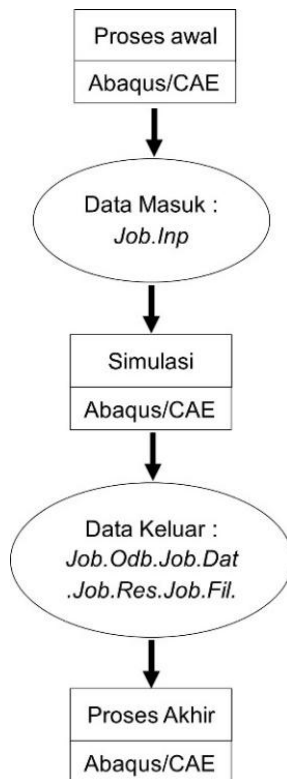 Proses awal
Abaqus/CAE
Data Masuk :
Job.Inp
Simulasi
Abaqus/CAE
Data Keluar :
Job.Odb.Job.Dat
.Job.Res.Job.Fil.
Proses Akhir
Abaqus/CAE